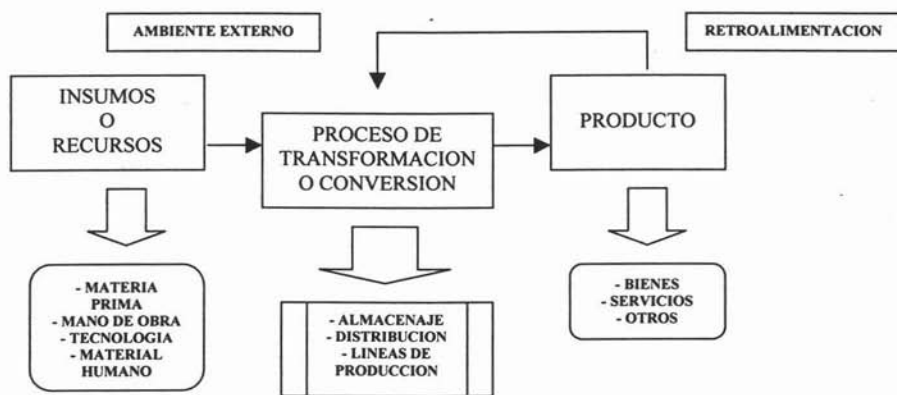 AMBIENTE EXTERNO
RETROALIMENTACION
INSUMOS
O
RECURSOS
PROCESO DE
TRANSFORMACION
O CONVERSION
PRODUCTO
- MATERIA
PRIMA
- MANO DE OBRA
- TECNOLOGIA
- MATERIAL
HUMANO
- ALMACENAJE
- DISTRIBUCION
- LINEAS DE
PRODUCCION
- BIENES
- SERVICIOS
- OTROS